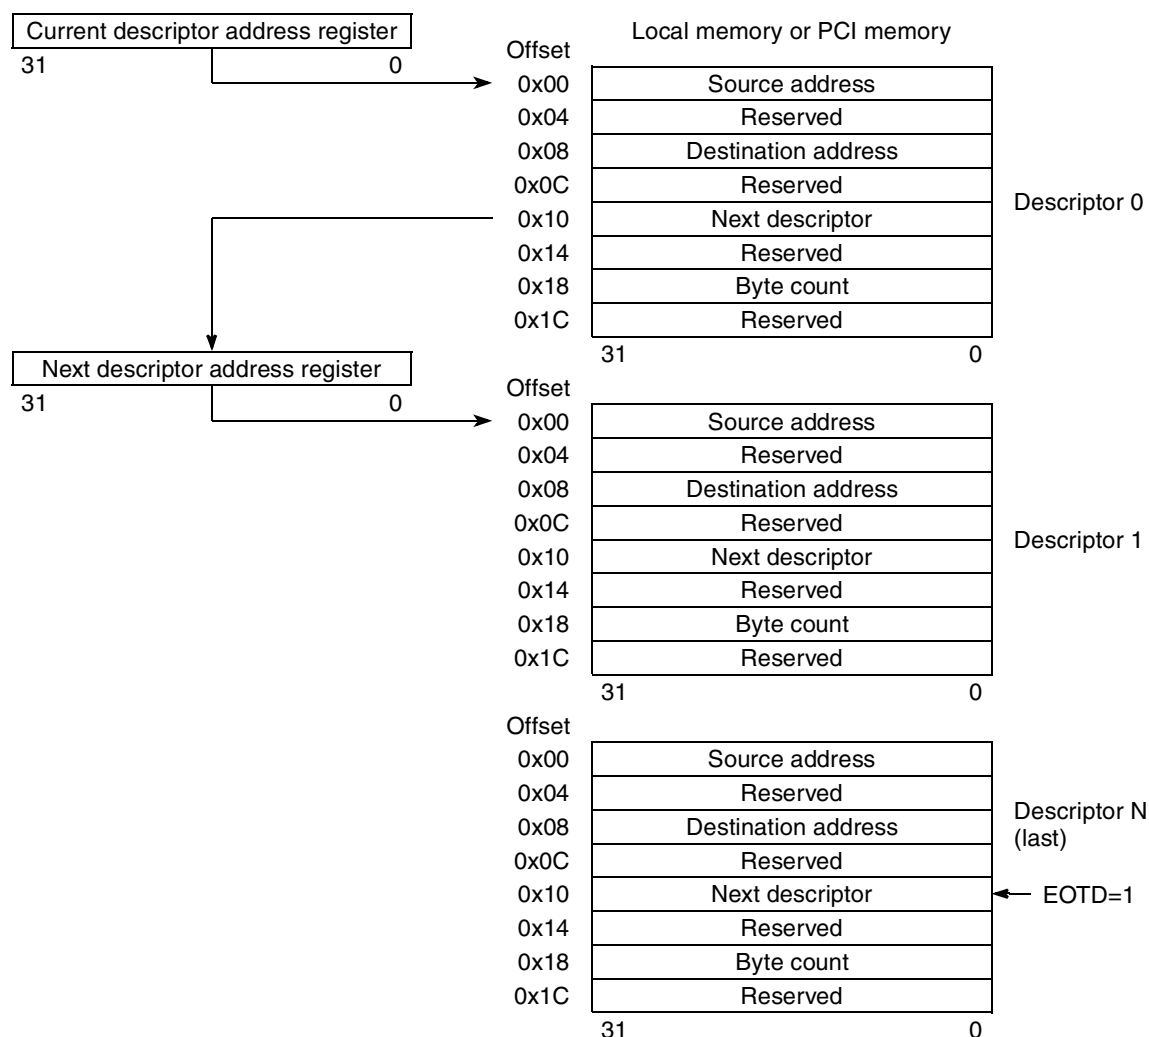 Current descriptor address register
31 0
Local memory or PCI memory
Offset
0x00 Source address
0x04 Reserved
0x08 Destination address
0x0C Reserved
0x10 Next descriptor
0x14 Reserved
0x18 Byte count
0x1C Reserved
31 0
Descriptor 0
Next descriptor address register
31 0
Offset
0x00 Source address
0x04 Reserved
0x08 Destination address
0x0C Reserved
0x10 Next descriptor
0x14 Reserved
0x18 Byte count
0x1C Reserved
31 0
Descriptor 1
Offset
0x00 Source address
0x04 Reserved
0x08 Destination address
0x0C Reserved
0x10 Next descriptor
0x14 Reserved
0x18 Byte count
0x1C Reserved
31 0
Descriptor N
(last)
EOTD=1